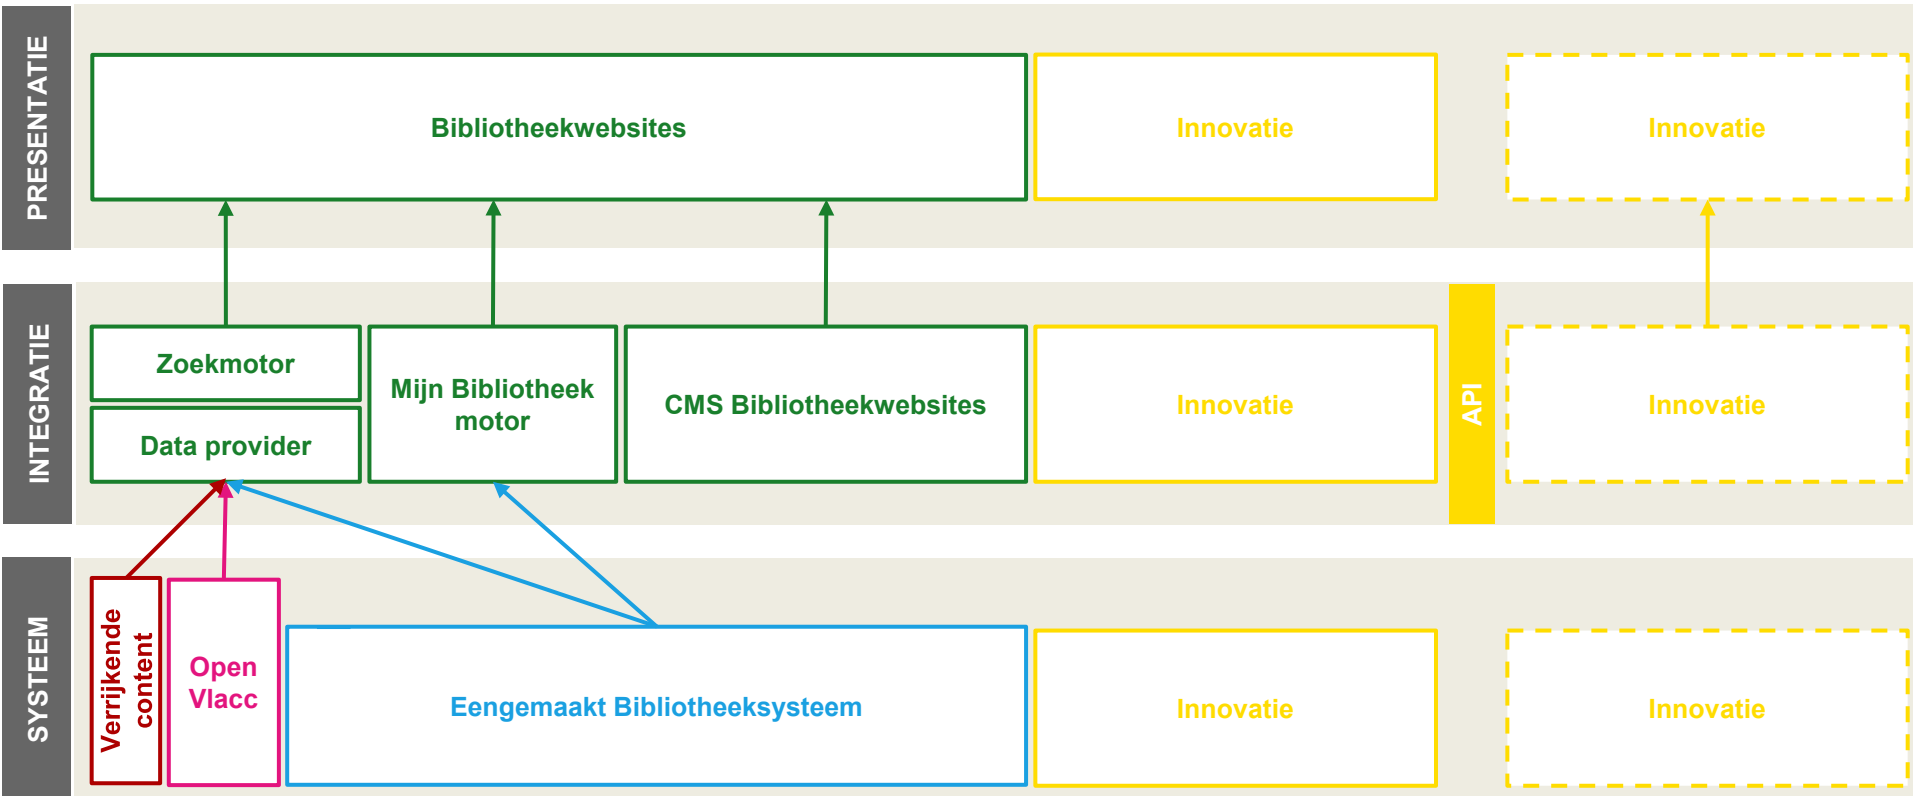 PRESENTATIE
Bibliotheekwebsites
Innovatie
Innovatie
INTEGRATIE
Zoekmotor
Data provider
Mijn Bibliotheek
motor
CMS Bibliotheekwebsites
Innovatie
API
Innovatie
SYSTEEM
Verrijkende
content
Open
Vlacc
Eengemaakt Bibliotheeksysteem
Innovatie
Innovatie